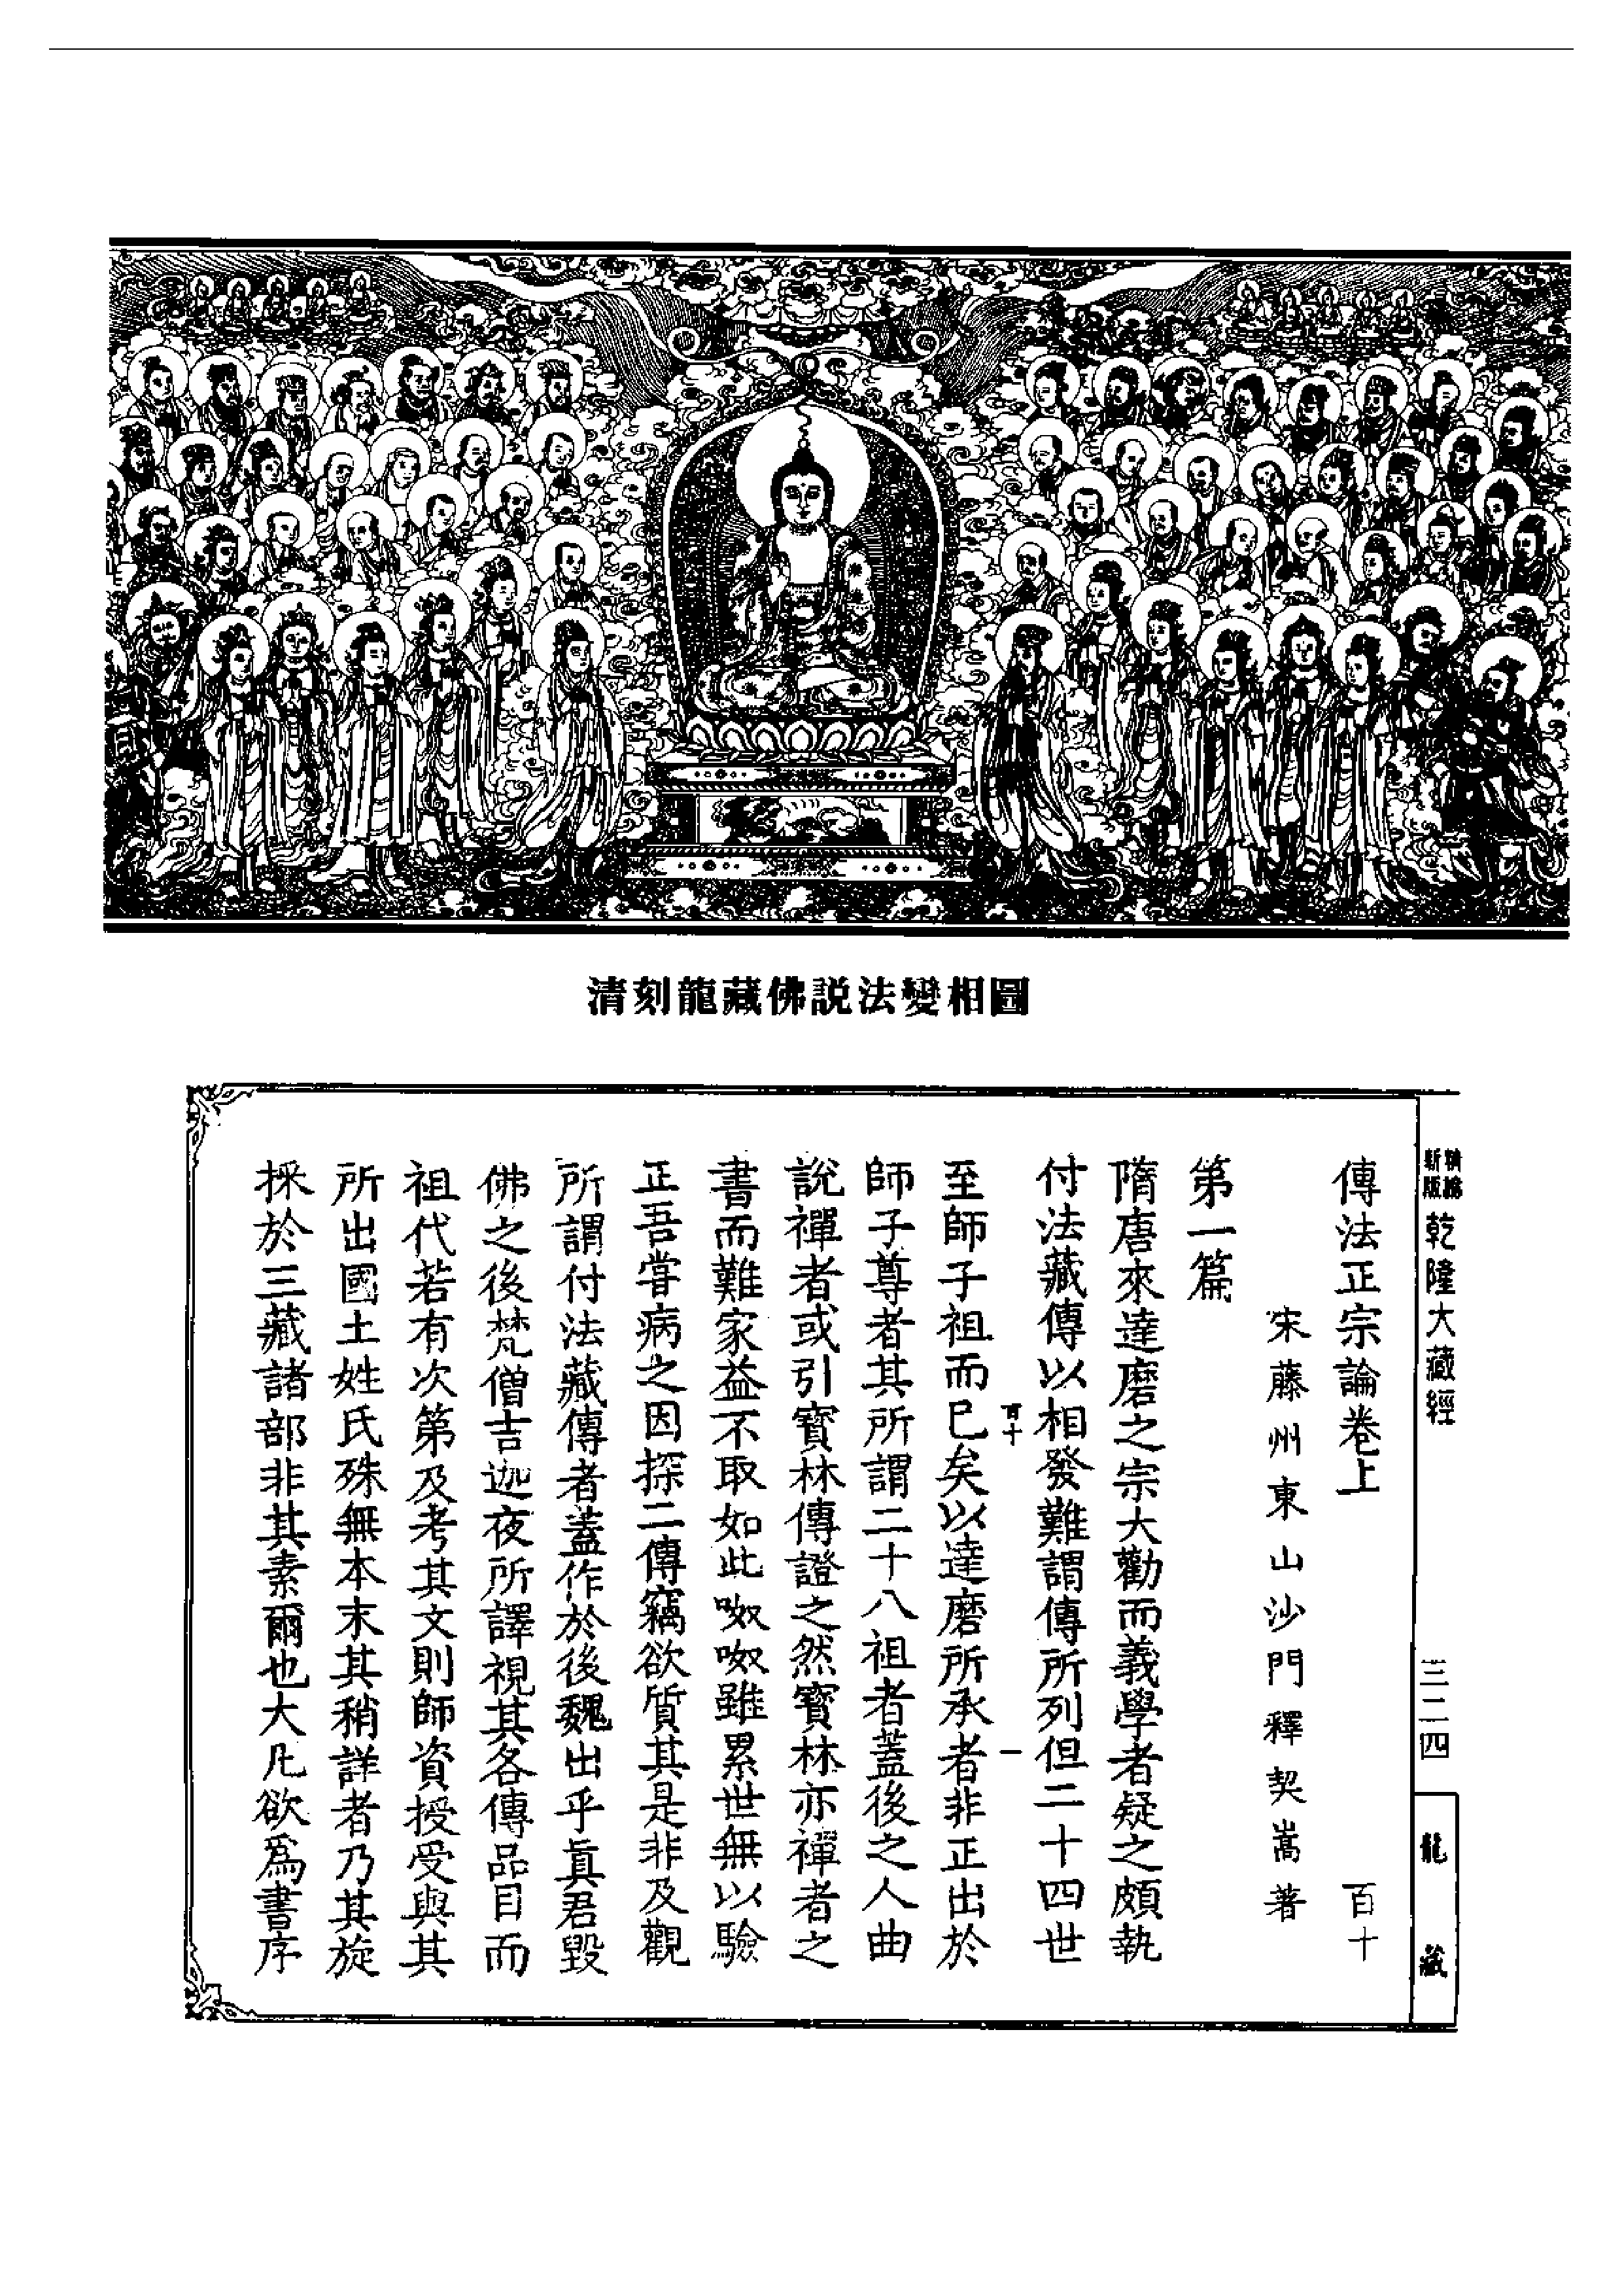 清刻龍藏佛説法變相圖
新版
乾隆大藏經
三二四
龍藏
傳法正宗論卷上
百十
宋藤州東山沙門釋契嵩著
第一篇
隋唐來達磨之宗大勸而義學者疑之頗執
付法藏傳以相發難謂傳所列但二十四世
至師子祖而已矣以達磨所承者非正出於
百十
一
師子尊者其所謂二十八祖者蓋後之人曲
說禪者或引寶林傳證之然寶林亦禪者之
書而難家益不取如此呶呶雖累世無以驗
正吾嘗病之因探二傳竊欲質其是非及觀
所謂付法藏傳者蓋作於後魏出乎真君毀
佛之後梵僧吉迦夜所譯視其各傳品目而
祖代若有次第及考其文則師資授受與其
所出國土姓氏殊無本末其稍詳者乃其旋
採於三藏諸部非其素爾也大凡欲為書序